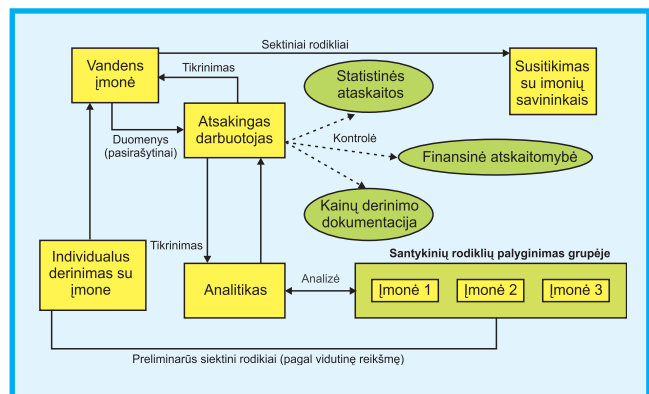 Sektiniai rodikliai
Vandens
įmonė
Tikrinimas
Statistinės
ataskaitos
Susitikimas
su imonių
savininkais
Atsakingas
darbuotojas
Duomenys
(pasirašytinai)
Kontrolė
Finansinė atskaitomybė
Kainų derinimo
dokumentacija
Tikrinimas
Individualus
derinimas su
įmone
Analitikas
Analizė
Santykinių rodiklių palyginimas grupėje
Įmonė 1
Įmonė 2
Įmonė 3
Preliminarūs siektini rodikiai (pagal vidutinę reikšmę)